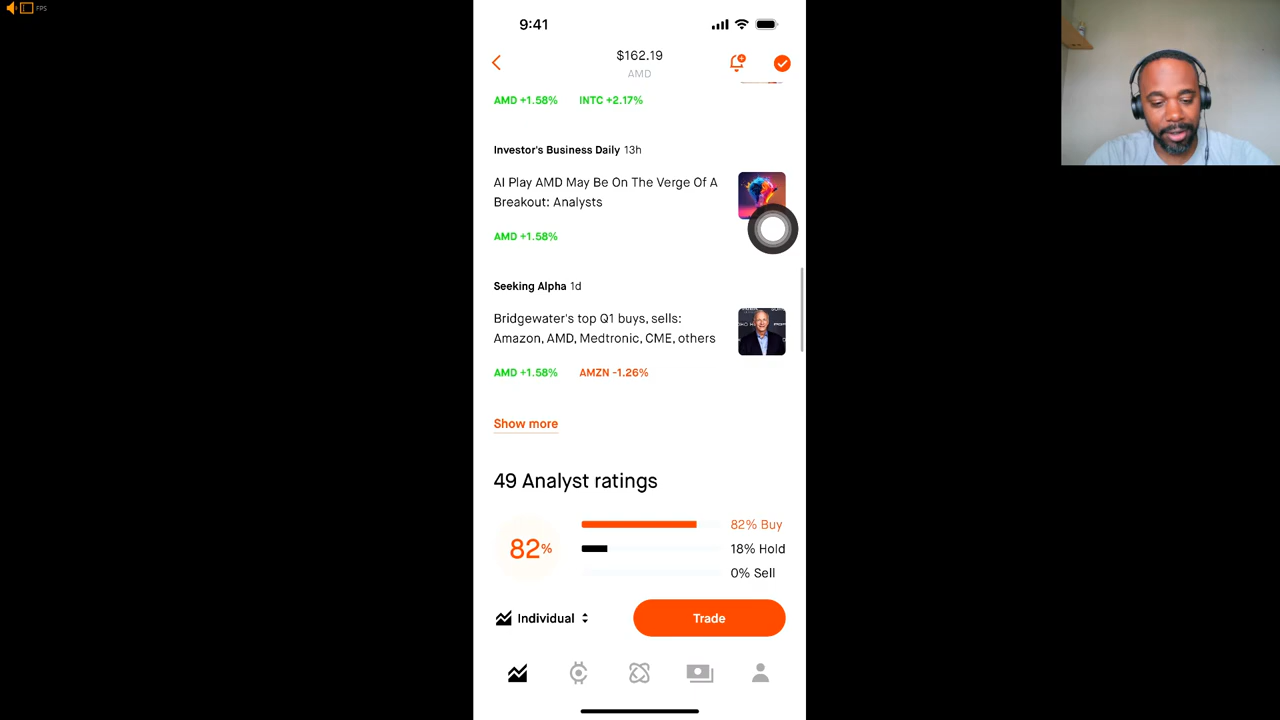 FPS
9:41
$162.19
AMD
AMD +1.58% INTC +2.17%
Investor's Business Daily 13h
AI Play AMD May Be On The Verge Of A
Breakout: Analysts
AMD +1.58%
Seeking Alpha 1d
Bridgewater's top Q1 buys, sells:
Amazon, AMD, Medtronic, CME, others
AMD +1.58% AMZN -1.26%
Show more
49 Analyst ratings
82%
82% Buy
18% Hold
0% Sell
Individual
Trade